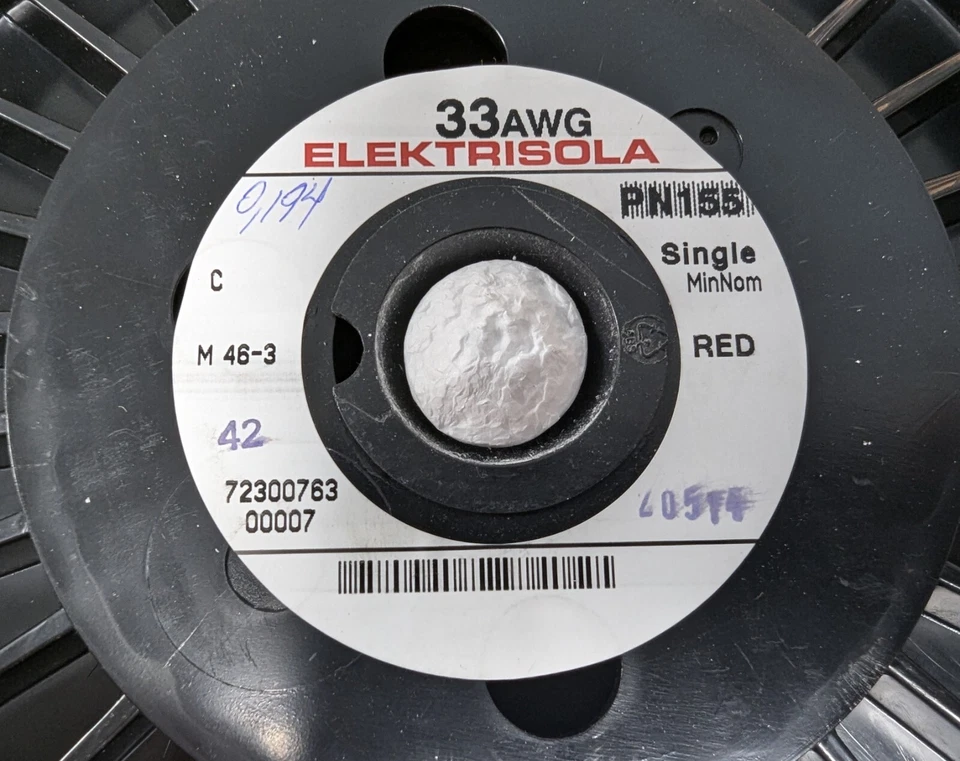 33AWG
ELEKTRISOLA
0,194
PN155
Single
MinNom
C
M 46-3
RED
42
72300763
00007